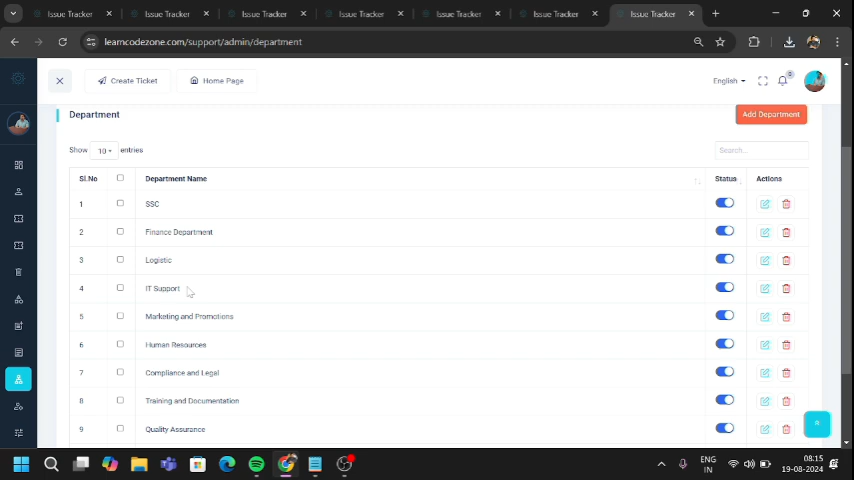 Issue Tracker
Issue Tracker
Issue Tracker
Issue Tracker
Issue Tracker
Issue Tracker
Issue Tracker
learncodezone.com/support/admin/department
Create Ticket
Home Page
English
0
Department
Add Department
Show 10 entries
Search...
Sl.No Department Name Status Actions
1 SSC
2 Finance Department
3 Logistic
4 IT Support
5 Marketing and Promotions
6 Human Resources
7 Compliance and Legal
8 Training and Documentation
9 Quality Assurance
ENG
IN
08:15
19-08-2024